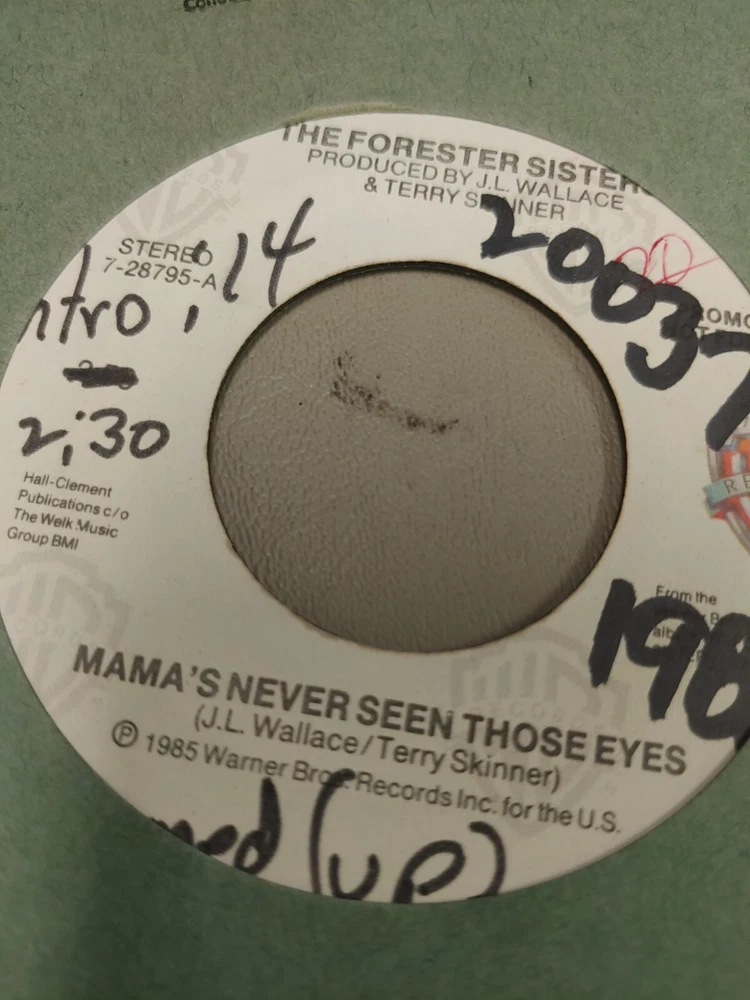 THE FORESTER SISTERS
PRODUCED BY J.L. WALLACE
& TERRY SKINNER
STEREO
7-28795-A
ntro, 14
2:30
20037
Hall-Clement
Publications c/o
The Welk Music
Group BMI
From the
198
MAMA'S NEVER SEEN THOSE EYES
(J.L. Wallace/Terry Skinner)
Ⓟ 1985 Warner Bros. Records Inc. for the U.S.
med (up)